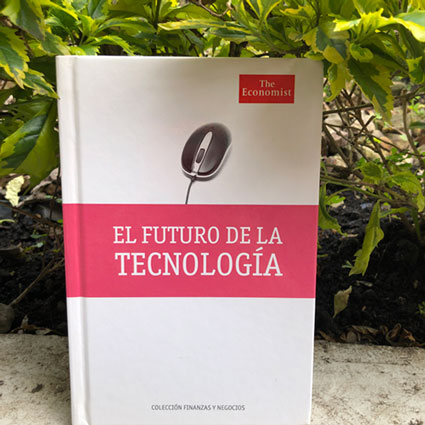 The
Economist
EL FUTURO DE LA
TECNOLOGÍA
COLECCIÓN FINANZAS Y NEGOCIOS